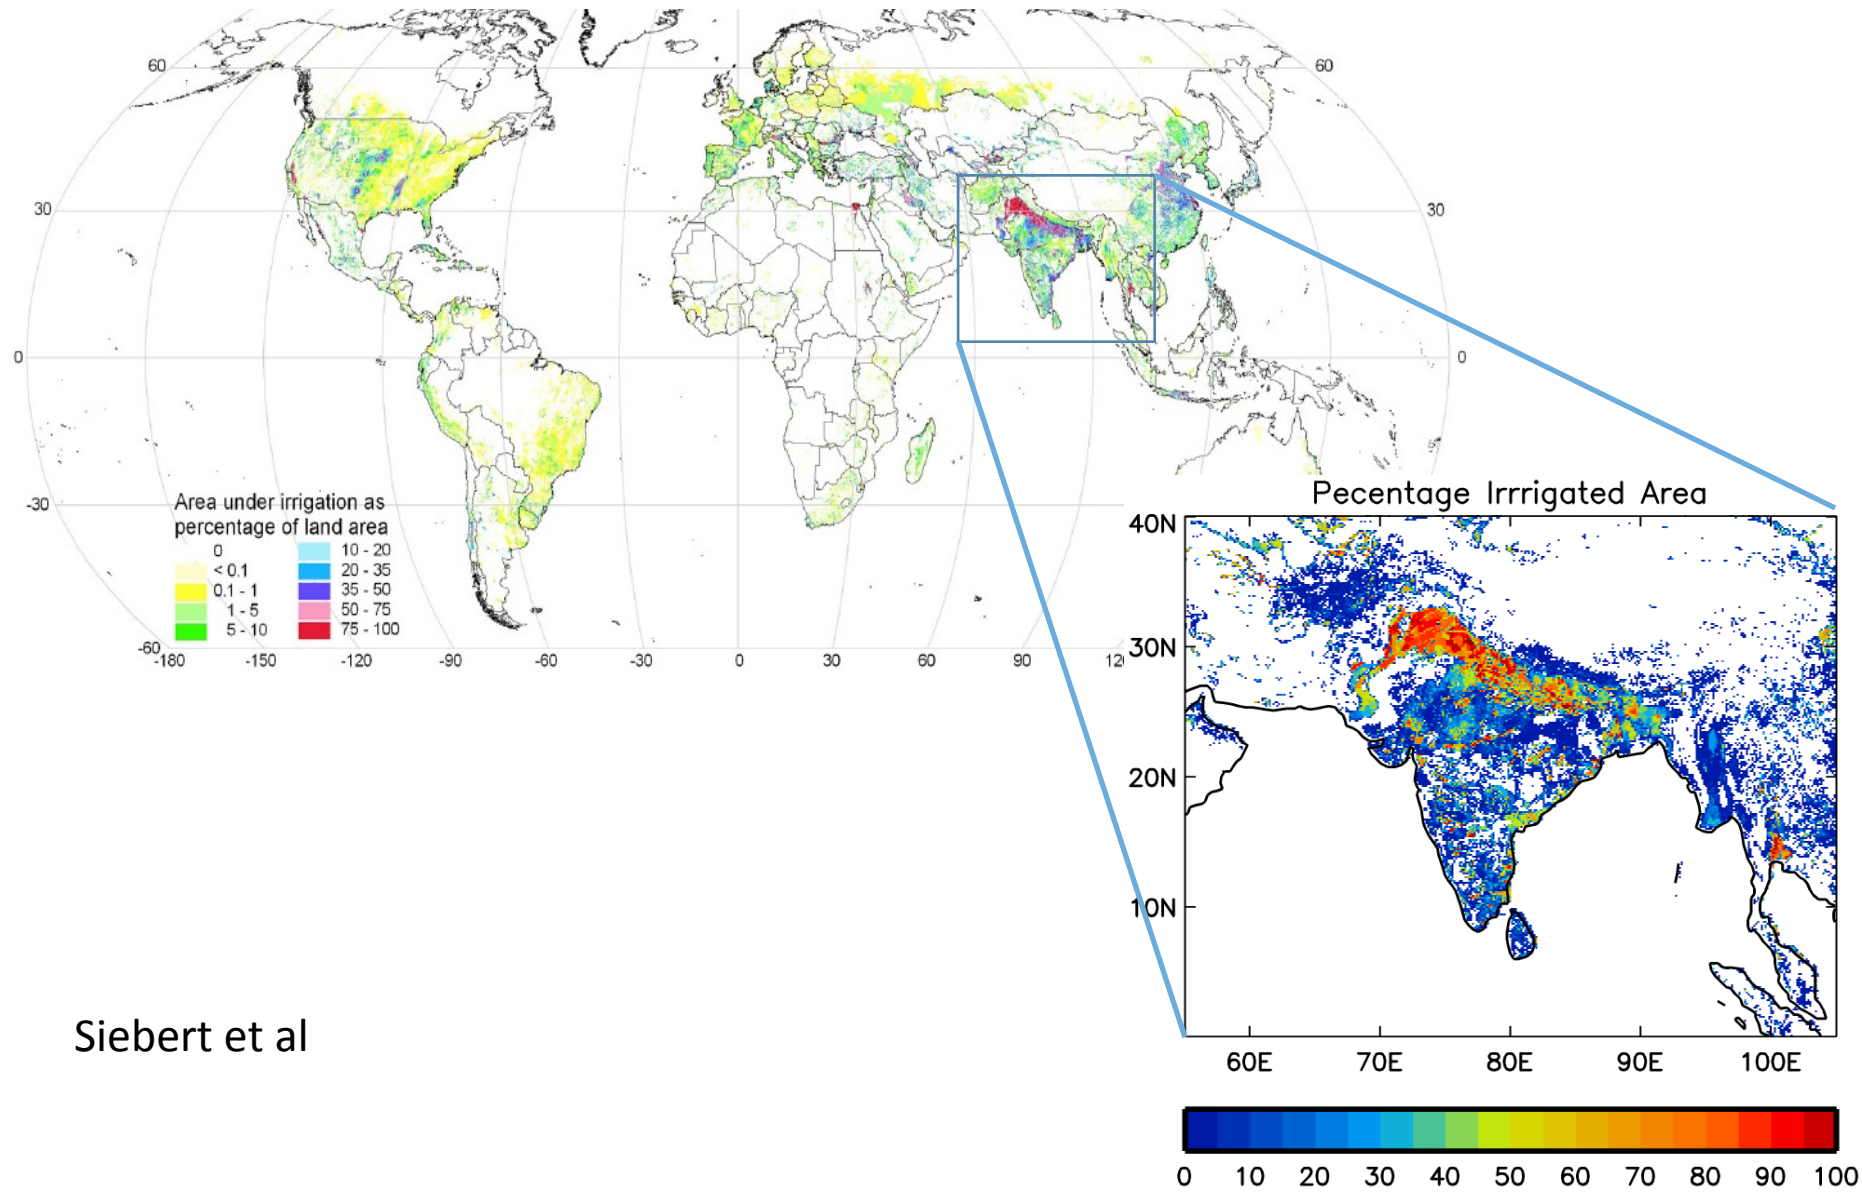 60
60
30
30
0
0
-30
-60
-180
-150
-120
-90
-60
-30
0
30
60
90
12
Area under irrigation as
percentage of land area
0
< 0.1
0.1 - 1
1 - 5
5 - 10
10 - 20
20 - 35
35 - 50
50 - 75
75 - 100
Pecentage Irrrigated Area
40N
30N
20N
10N
60E
70E
80E
90E
100E
0 10 20 30 40 50 60 70 80 90 100
Siebert et al